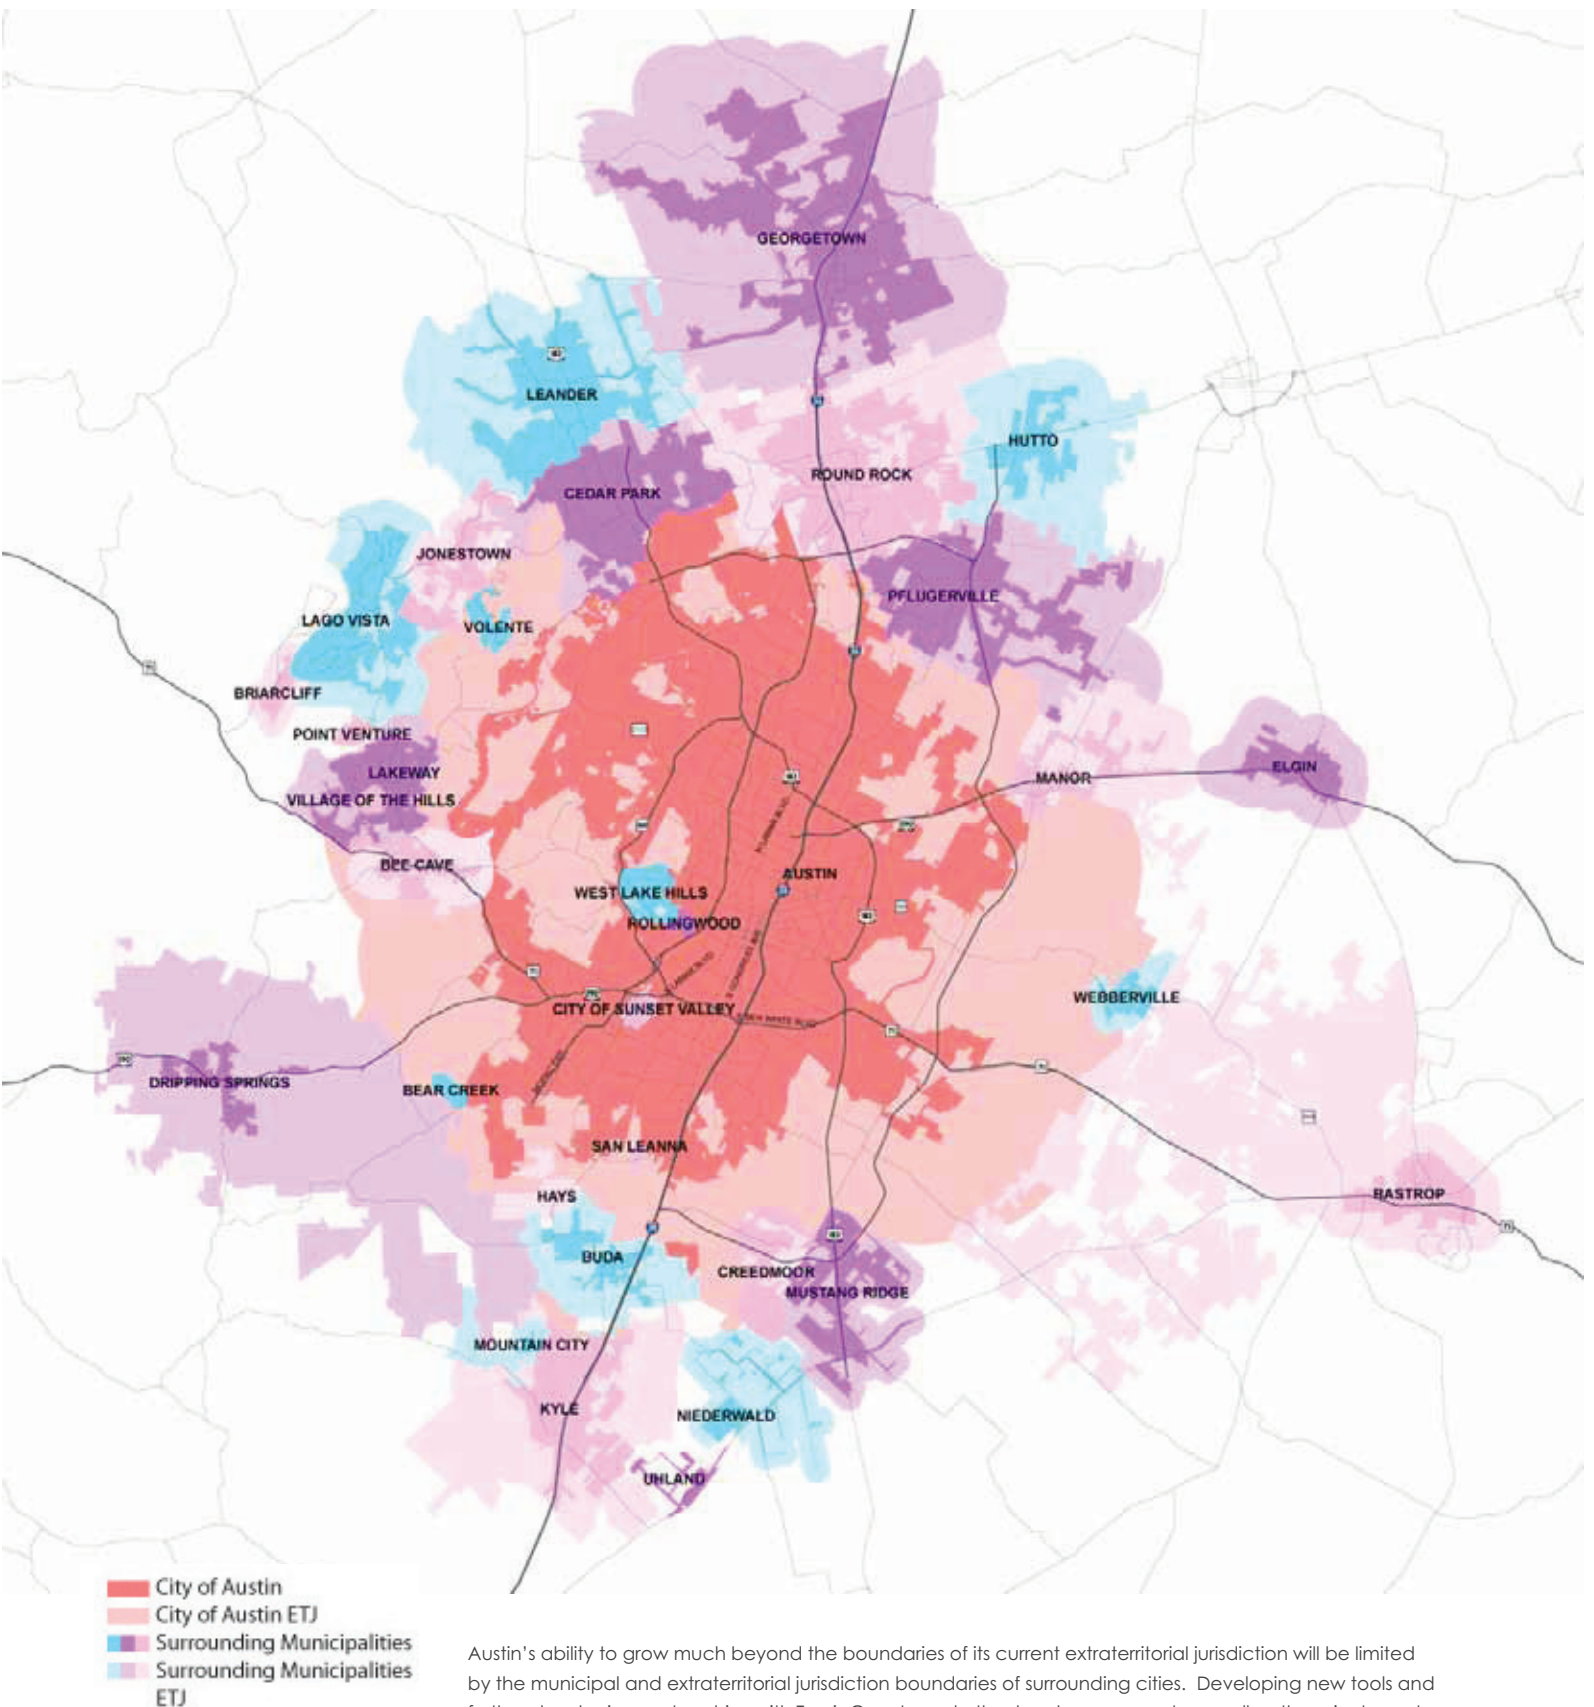 GEORGETOWN
LEANDER
HUTTO
ROUND ROCK
CEDAR PARK
JONESTOWN
PFLUGERVILLE
LAGO VISTA
VOLENTE
BRIARCLIFF
POINT VENTURE
LAKEWAY
ELGIN
MANOR
VILLAGE OF THE HILLS
BEE CAVE
AUSTIN
WEST LAKE HILLS
ROLLINGWOOD
WEBBERVILLE
CITY OF SUNSET VALLEY
DRIPPING SPRINGS
BEAR CREEK
SAN LEANNA
BASTROP
HAYS
BUDA
CREEDMOOR
MUSTANG RIDGE
MOUNTAIN CITY
KYLE
NIEDERWALD
UHLAND
City of Austin
City of Austin ETJ
Surrounding Municipalities
Surrounding Municipalities
ETJ
Austin’s ability to grow much beyond the boundaries of its current extraterritorial jurisdiction will be limited
by the municipal and extraterritorial jurisdiction boundaries of surrounding cities. Developing new tools and